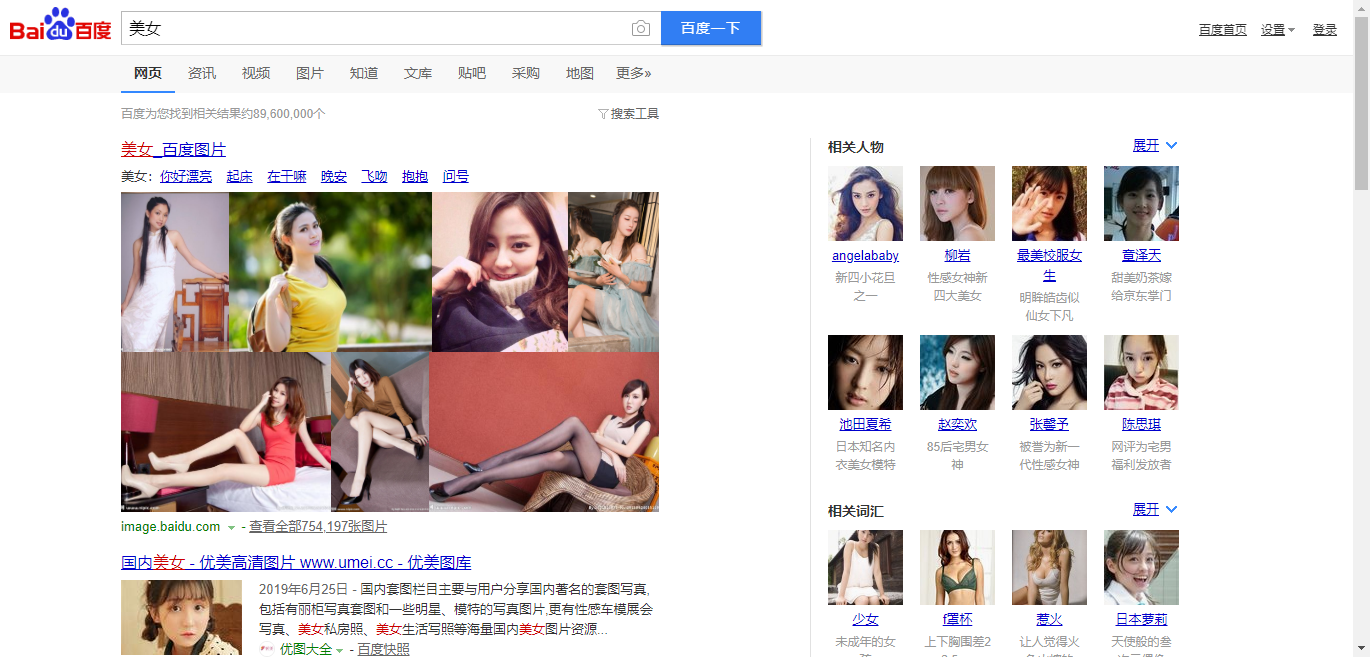 Bai du 百度
美女
百度一下
百度首页 设置 登录
网页 资讯 视频 图片 知道 文库 贴吧 采购 地图 更多»
百度为您找到相关结果约89,600,000个
搜索工具
美女_百度图片
美女: 你好漂亮 起床 在干嘛 晚安 飞吻 抱抱 问号
image.baidu.com - 查看全部754,197张图片
国内美女 - 优美高清图片 www.umei.cc - 优美图库
2019年6月25日 - 国内套图栏目主要与用户分享国内著名的套图写真,
包括有丽柜写真套图和一些明星、模特的写真图片,更有性感车模展会
写真、美女私房照、美女生活写照等海量国内美女图片资源...
优图大全 - 百度快照
相关人物 展开
angelababy 柳岩 最美校服女 章泽天
生
新四小花旦 性感女神新 甜美奶茶嫁
之一 四大美女 给京东掌门
明眸皓齿似
仙女下凡
池田夏希 赵奕欢 张馨予 陈思琪
日本知名内 85后宅男女 被誉为新一 网评为宅男
衣美女模特 神 代性感女神 福利发放者
相关词汇 展开
少女 f罩杯 惹火 日本萝莉
未成年的女 上下胸围差2 让人觉得火 天使般的叁